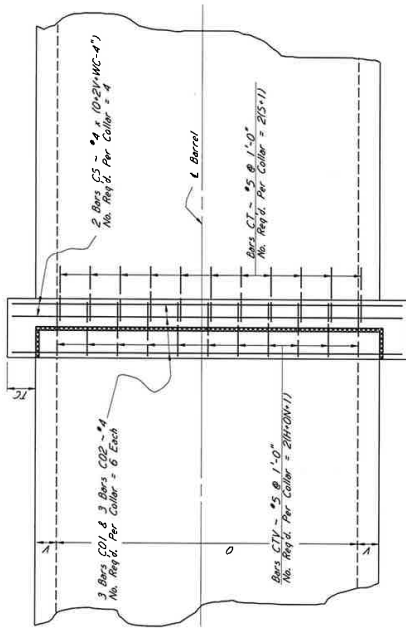 2 Bars CS ~ #4 x (O+2V+WC-4")
No. Req'd. Per Collar = 4
3 Bars CO1 & 3 Bars CO2 ~ #4
No. Req'd. Per Collar = 6 Each
℄ Barrel
Bars CT ~ #5 @ 1'-0"
No. Req'd. Per Collar = 2(S+1)
Bars CTV ~ #5 @ 1'-0"
No. Req'd. Per Collar = 2(H+ON+1)
TC
V
O
V